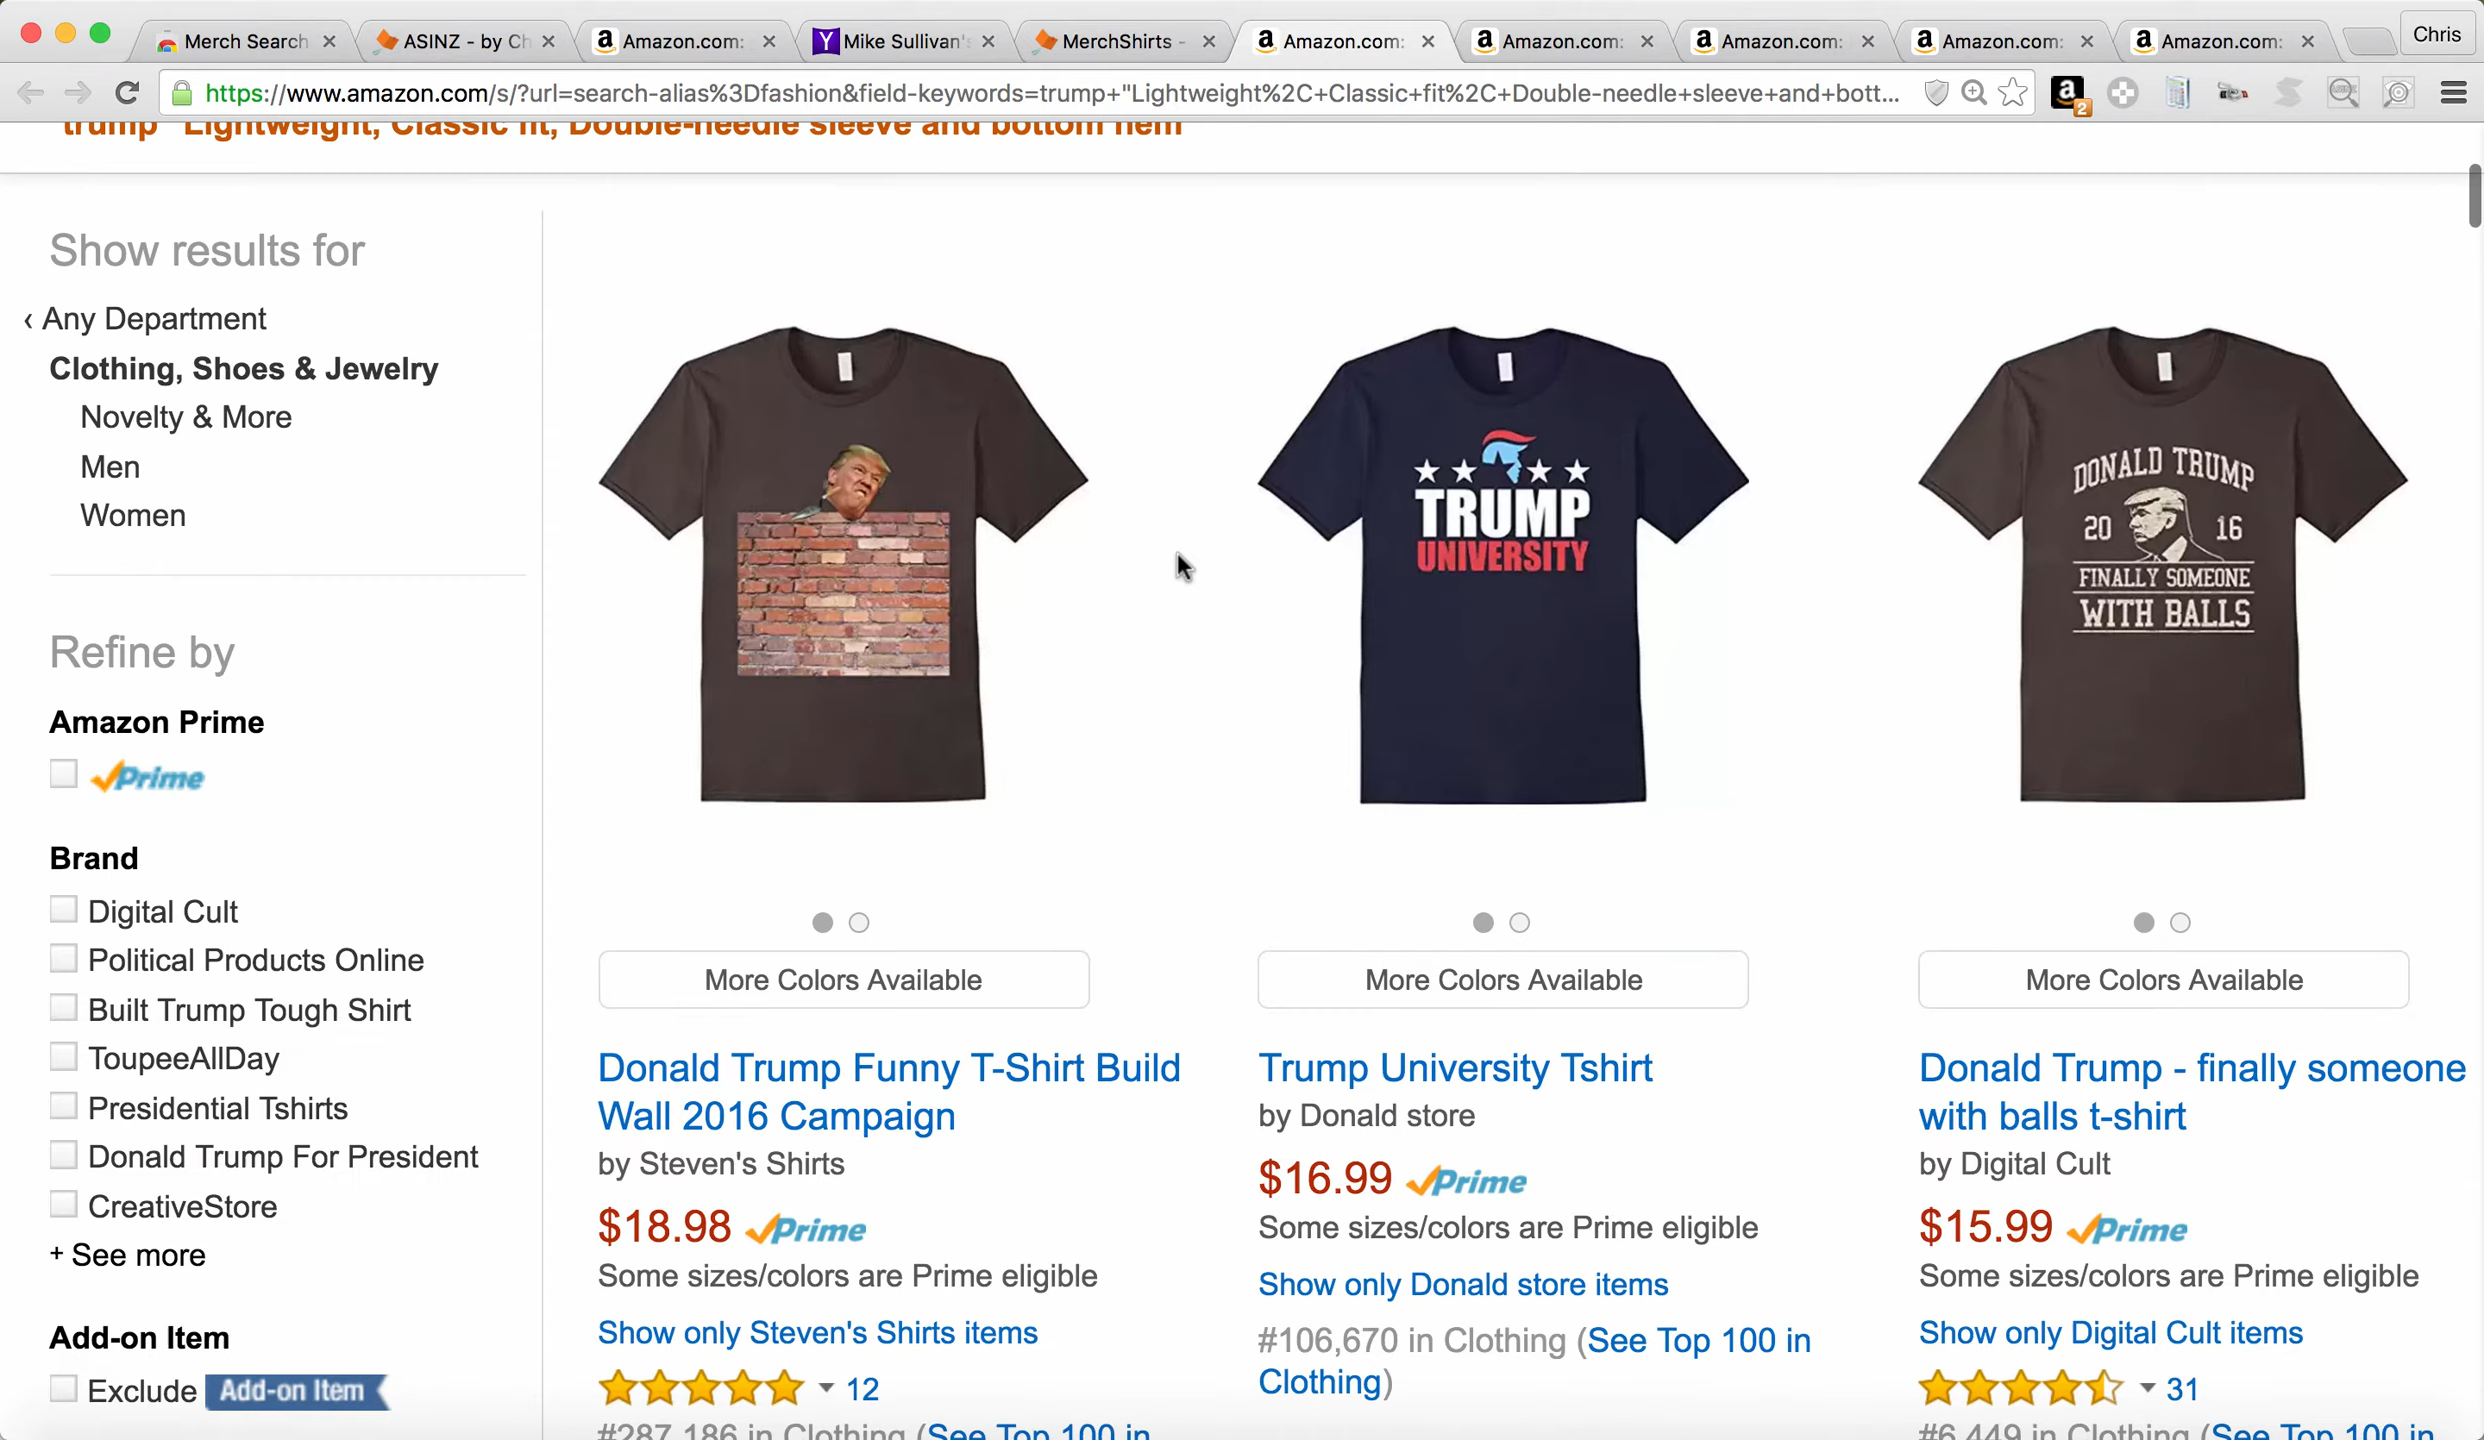 Merch Search
ASINZ - by Ch
Amazon.com:
Mike Sullivan's
MerchShirts -
Amazon.com:
Amazon.com:
Amazon.com:
Amazon.com:
Amazon.com:
Chris
https://www.amazon.com/s/?url=search-alias%3Dfashion&field-keywords=trump+"Lightweight%2C+Classic+fit%2C+Double-needle+sleeve+and+bott...
2
trump "Lightweight, Classic fit, Double-needle sleeve and bottom hem
Show results for
‹ Any Department
Clothing, Shoes & Jewelry
Novelty & More
Men
Women
Refine by
Amazon Prime
Prime
Brand
Digital Cult
Political Products Online
Built Trump Tough Shirt
ToupeeAllDay
Presidential Tshirts
Donald Trump For President
CreativeStore
+ See more
Add-on Item
Exclude Add-on Item
More Colors Available
Donald Trump Funny T-Shirt Build
Wall 2016 Campaign
by Steven's Shirts
$18.98 Prime
Some sizes/colors are Prime eligible
Show only Steven's Shirts items
12
#287,186 in Clothing (See Top 100 in
TRUMP
UNIVERSITY
More Colors Available
Trump University Tshirt
by Donald store
$16.99 Prime
Some sizes/colors are Prime eligible
Show only Donald store items
#106,670 in Clothing (See Top 100 in
Clothing)
DONALD TRUMP
20 16
FINALLY SOMEONE
WITH BALLS
More Colors Available
Donald Trump - finally someone
with balls t-shirt
by Digital Cult
$15.99 Prime
Some sizes/colors are Prime eligible
Show only Digital Cult items
31
#6,449 in Clothing (See Top 100 in